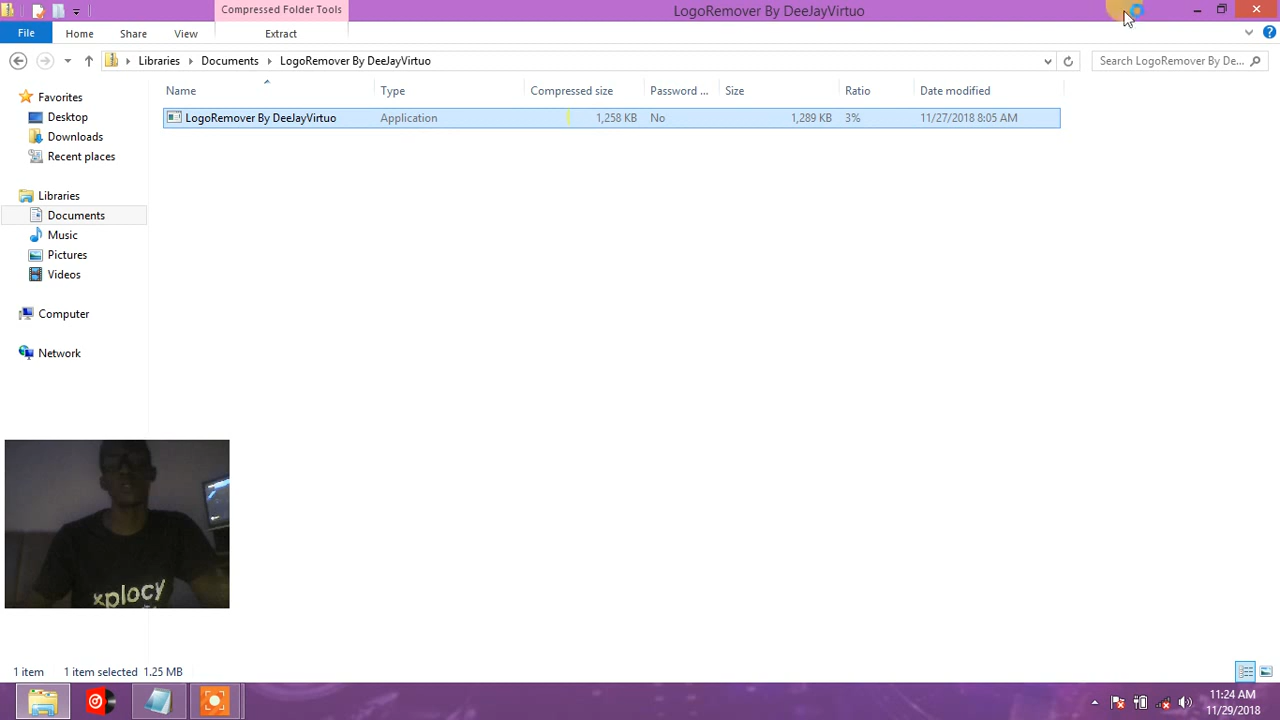 Compressed Folder Tools
LogoRemover By DeeJayVirtuo
File Home Share View Extract
Libraries Documents LogoRemover By DeeJayVirtuo
Search LogoRemover By De...
Name Type Compressed size Password ... Size Ratio Date modified
LogoRemover By DeeJayVirtuo Application 1,258 KB No 1,289 KB 3% 11/27/2018 8:05 AM
Favorites
Desktop
Downloads
Recent places
Libraries
Documents
Music
Pictures
Videos
Computer
Network
xplocy
1 item 1 item selected 1.25 MB
11:24 AM
11/29/2018